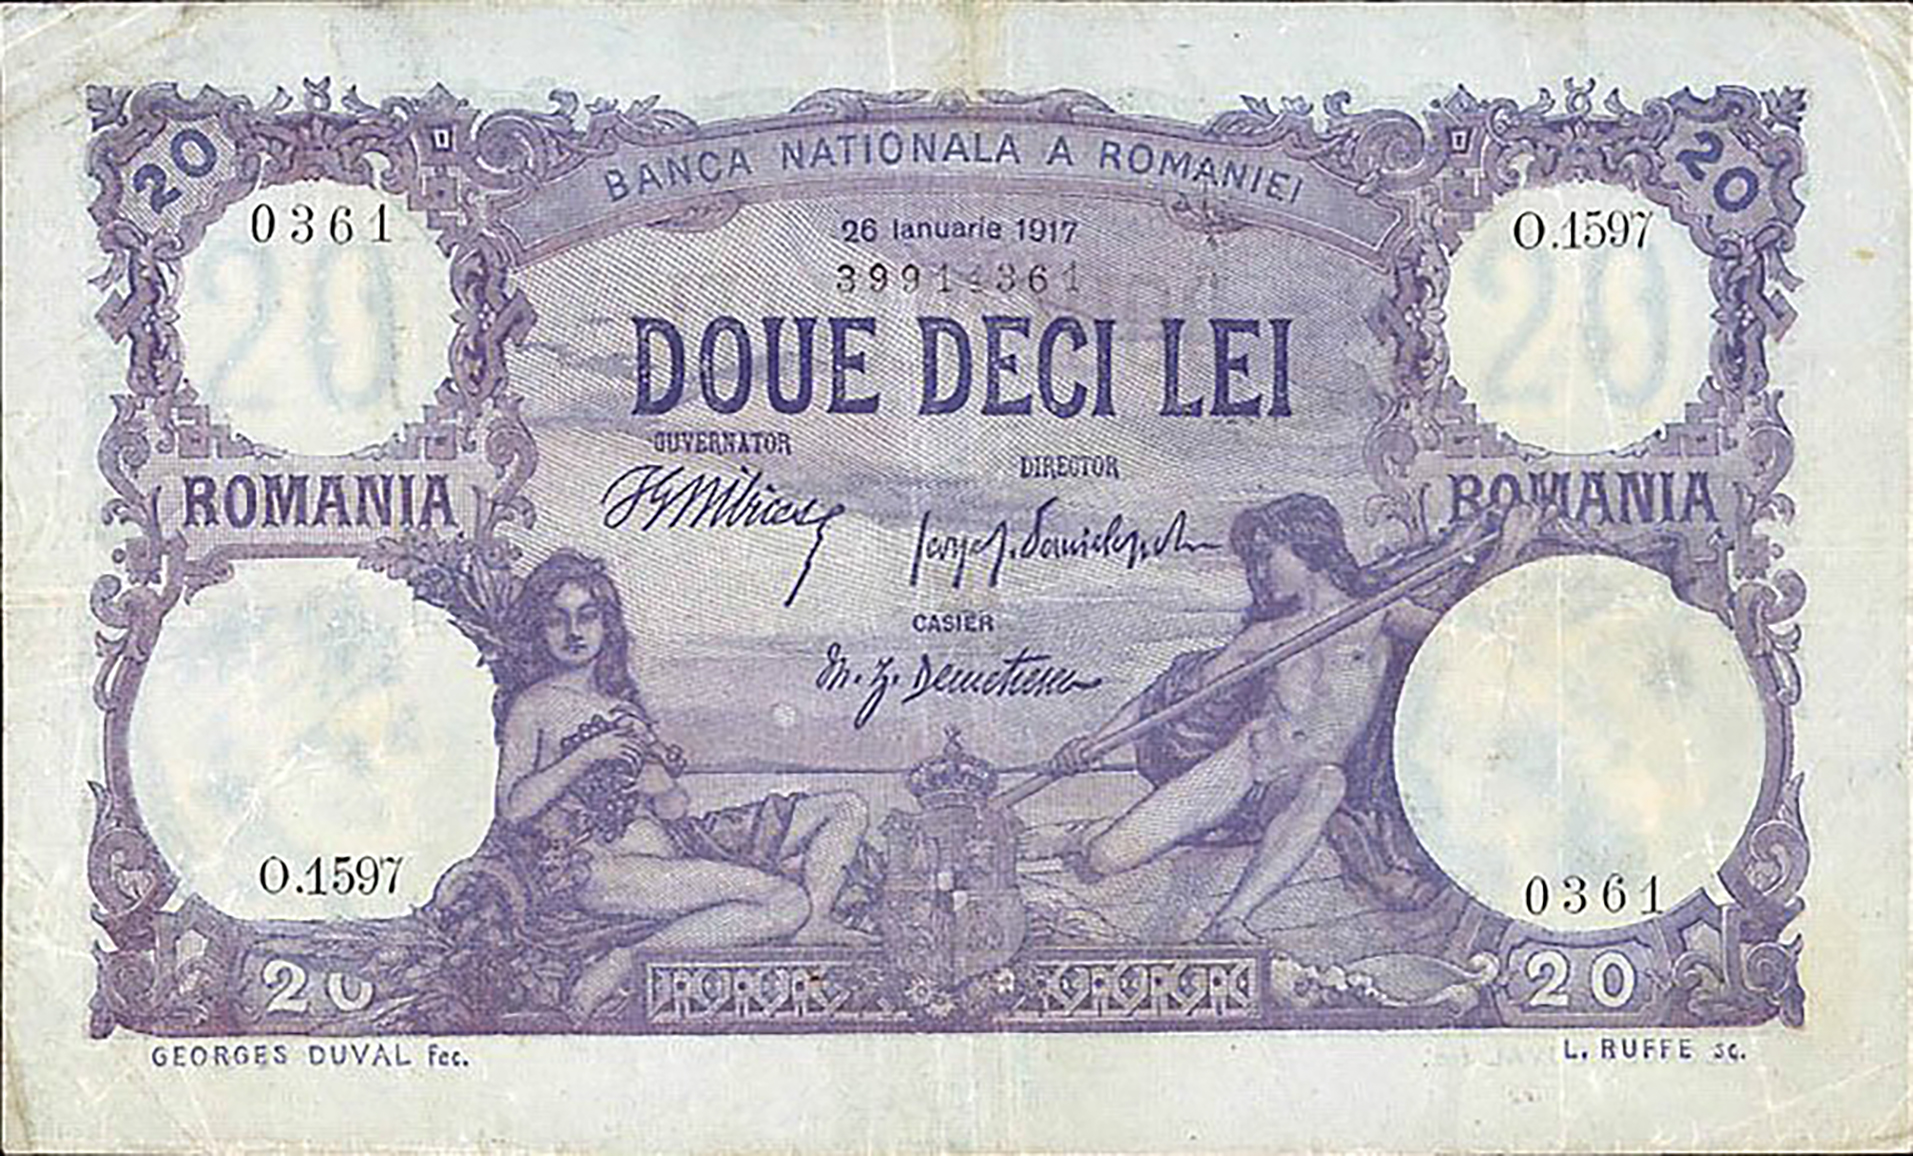 20
20
BANCA NATIONALA A ROMANIEI
0361
O.1597
26 Ianuarie 1917
DOUE DECI LEI
GUVERNATOR
DIRECTOR
ROMANIA
ROMANIA
CASIER
O.1597
0361
20
20
GEORGES DUVAL Fec.
L. RUFFE sc.